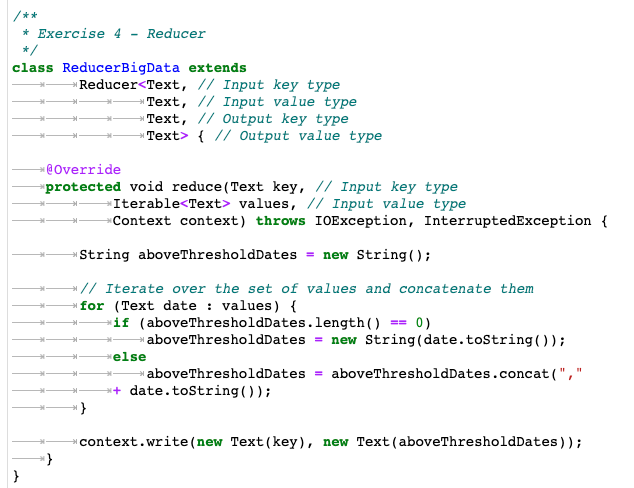 /**
 * Exercise 4 - Reducer
 */
class ReducerBigData extends
		Reducer<Text, // Input key type
				Text, // Input value type
				Text, // Output key type
				Text> { // Output value type

	@Override
	protected void reduce(Text key, // Input key type
			Iterable<Text> values, // Input value type
			Context context) throws IOException, InterruptedException {

		String aboveThresholdDates = new String();

		// Iterate over the set of values and concatenate them
		for (Text date : values) {
			if (aboveThresholdDates.length() == 0)
				aboveThresholdDates = new String(date.toString());
			else
				aboveThresholdDates = aboveThresholdDates.concat(","
			+ date.toString());
		}

		context.write(new Text(key), new Text(aboveThresholdDates));
	}
}